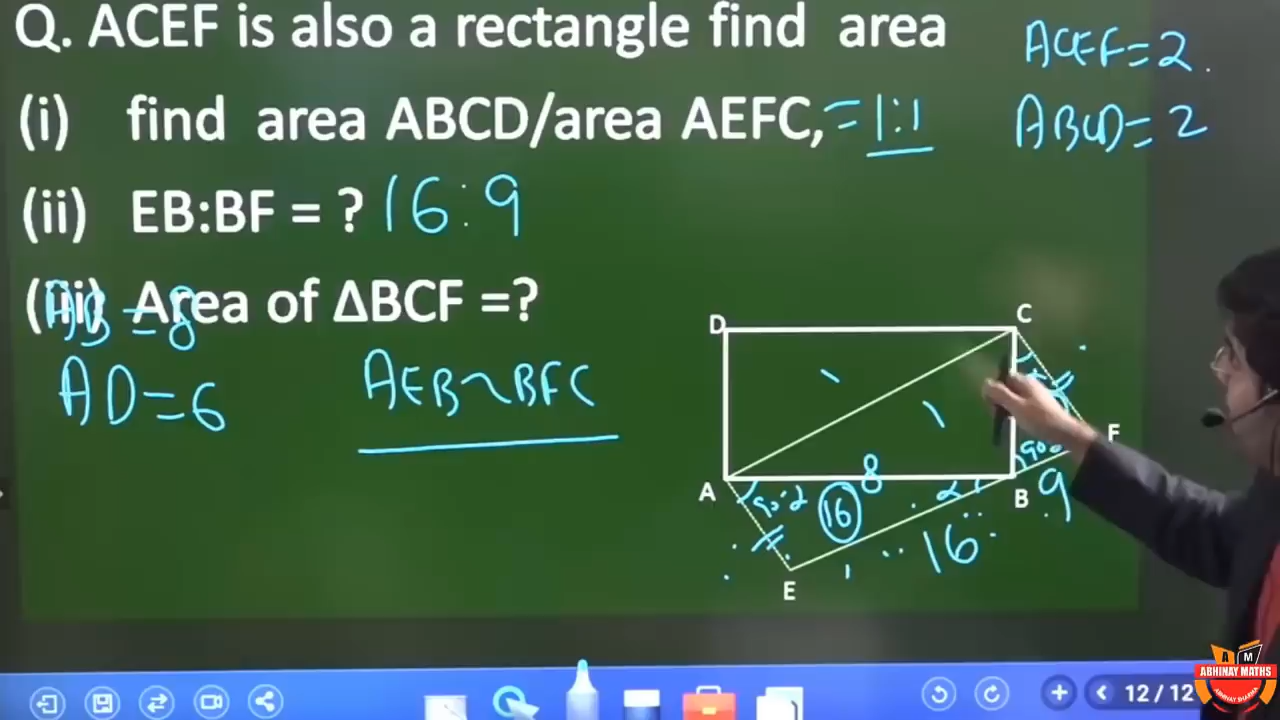 Q. ACEF is also a rectangle find area
(i) find area ABCD/area AEFC, = 1:1
ACEF = 2
ABCD = 2
(ii) EB:BF = ? 16:9
(iii) Area of ΔBCF =?
AB = 8
AD = 6
AEB ~ BFC
D
C
F
A
B
E
8
16
16
9
α
ABHINAY MATHS
ABHINAY SHARMA
12 / 12